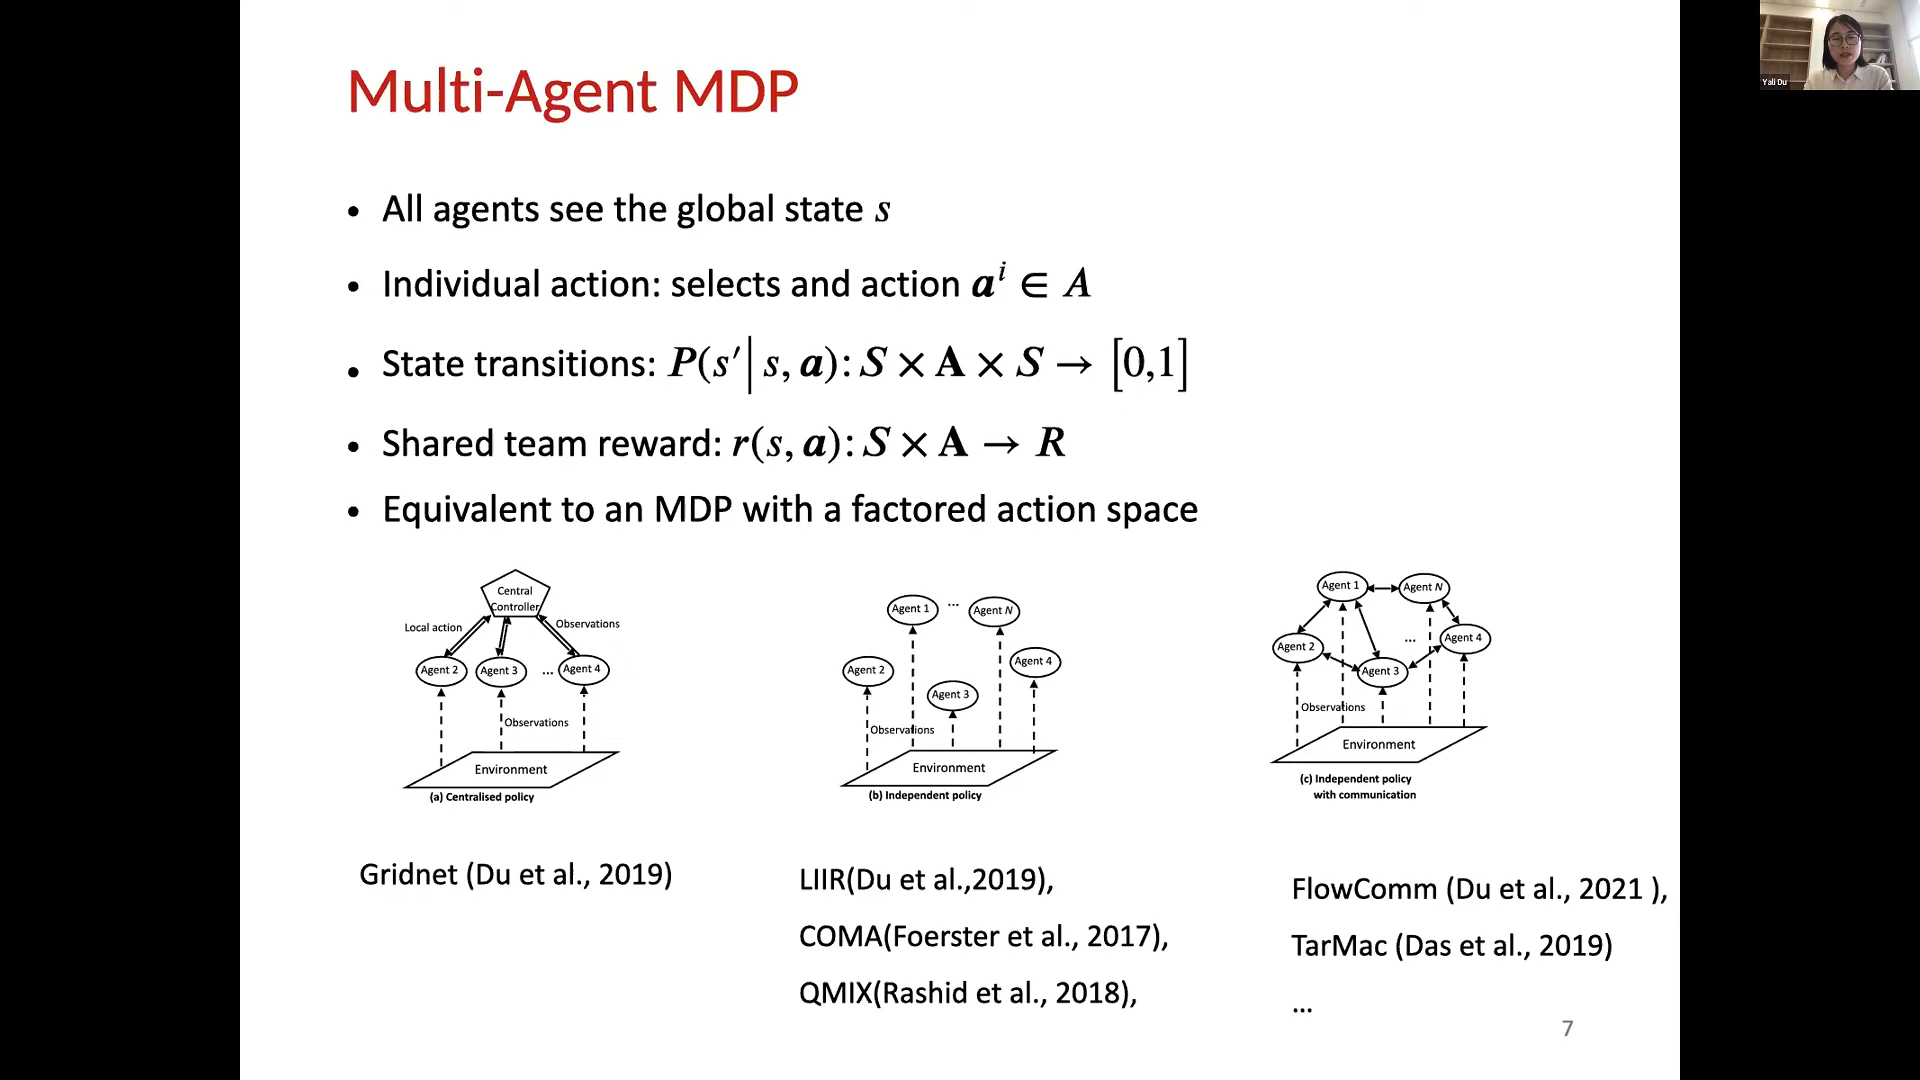 Multi-Agent MDP
Yali Du
• All agents see the global state s
• Individual action: selects and action aⁱ ∈ A
• State transitions: P(s′| s, a): S × A × S → [0,1]
• Shared team reward: r(s, a): S × A → R
• Equivalent to an MDP with a factored action space
Central
Controller
Local action
Observations
Agent 2
Agent 3
...
Agent 4
Observations
Environment
(a) Centralised policy
Agent 1
...
Agent N
Agent 2
Agent 3
Agent 4
Observations
Environment
(b) Independent policy
Agent 1
Agent N
Agent 2
...
Agent 4
Agent 3
Observations
Environment
(c) Independent policy
with communication
Gridnet (Du et al., 2019)
LIIR(Du et al.,2019),
COMA(Foerster et al., 2017),
QMIX(Rashid et al., 2018),
FlowComm (Du et al., 2021 ),
TarMac (Das et al., 2019)
...
7